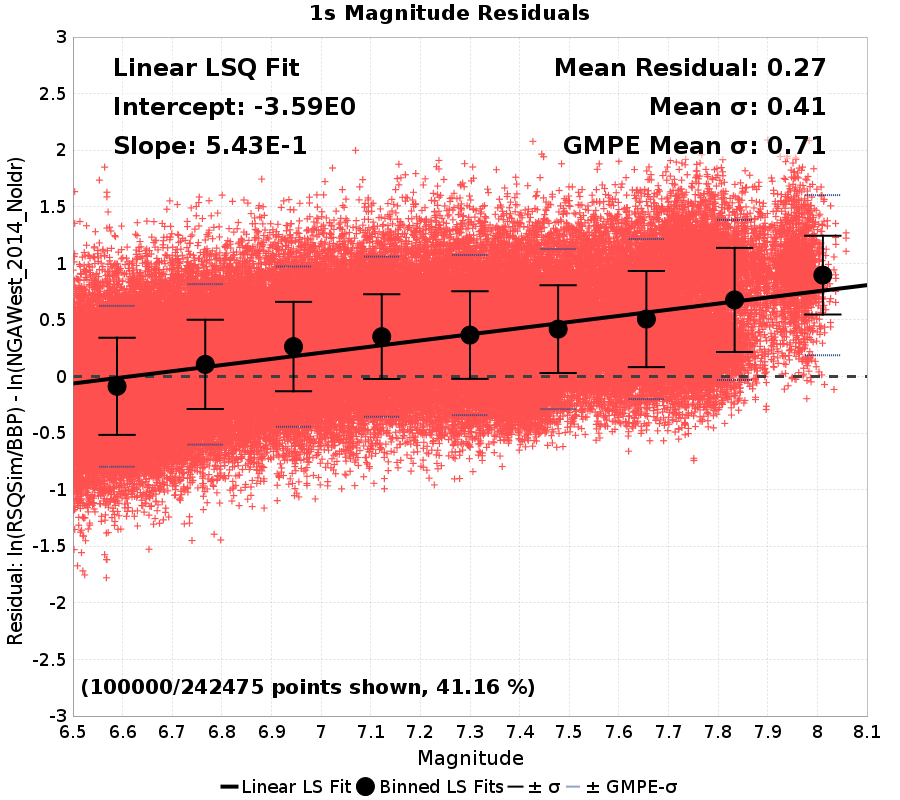 1s Magnitude Residuals
Linear LSQ Fit
Intercept: -3.59E0
Slope: 5.43E-1
Mean Residual: 0.27
Mean σ: 0.41
GMPE Mean σ: 0.71
Residual: ln(RSQSim/BBP) - ln(NGAWest_2014_NoIdr)
3
2.5
2
1.5
1
0.5
0
-0.5
-1
-1.5
-2
-2.5
-3
(100000/242475 points shown, 41.16 %)
6.5 6.6 6.7 6.8 6.9 7 7.1 7.2 7.3 7.4 7.5 7.6 7.7 7.8 7.9 8 8.1
Magnitude
Linear LS Fit Binned LS Fits ± σ ± GMPE-σ